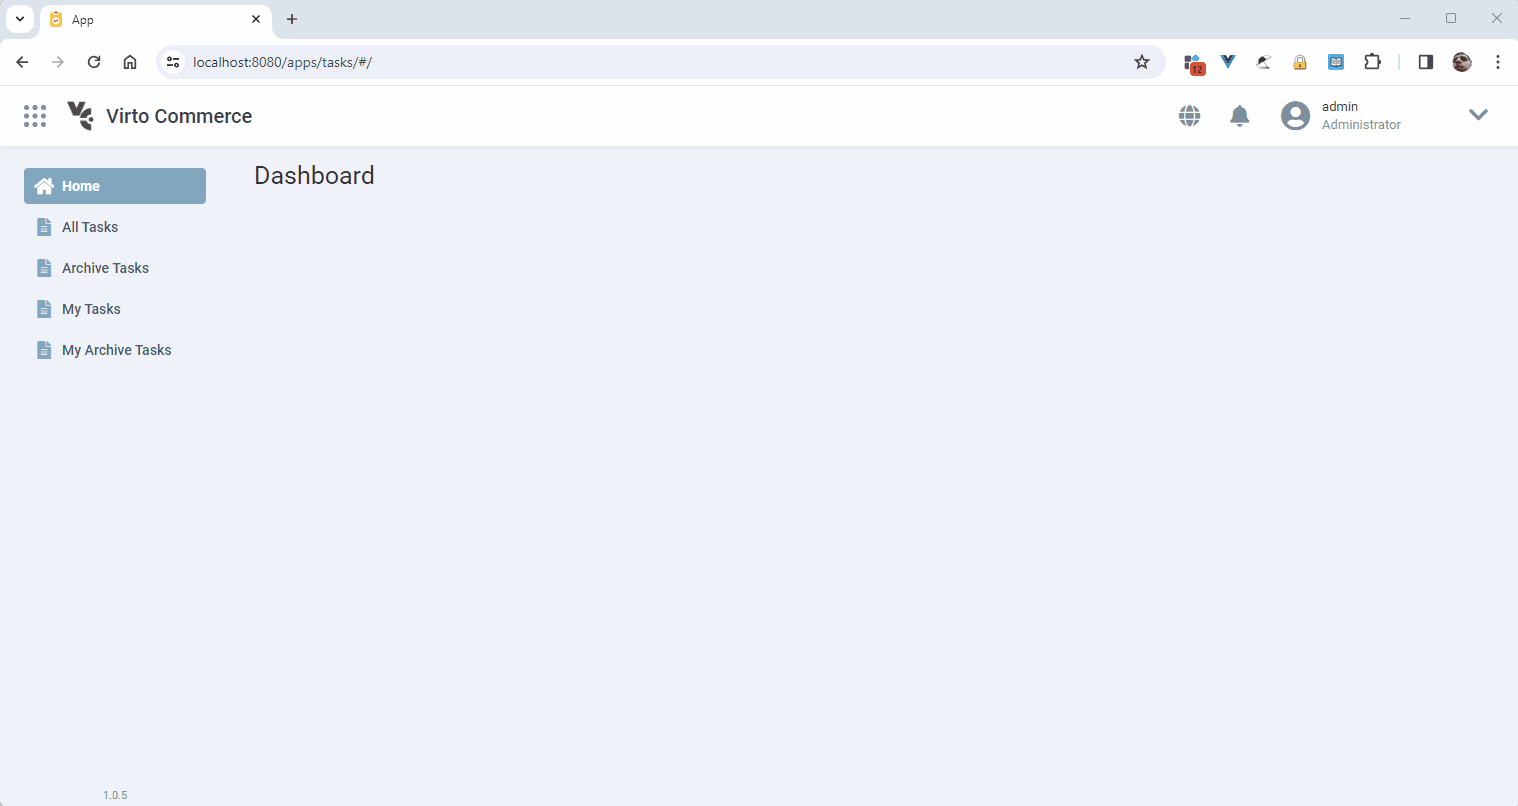 App
localhost:8080/apps/tasks/#/
12
Virto Commerce
admin
Administrator
Home
Dashboard
All Tasks
Archive Tasks
My Tasks
My Archive Tasks
1.0.5